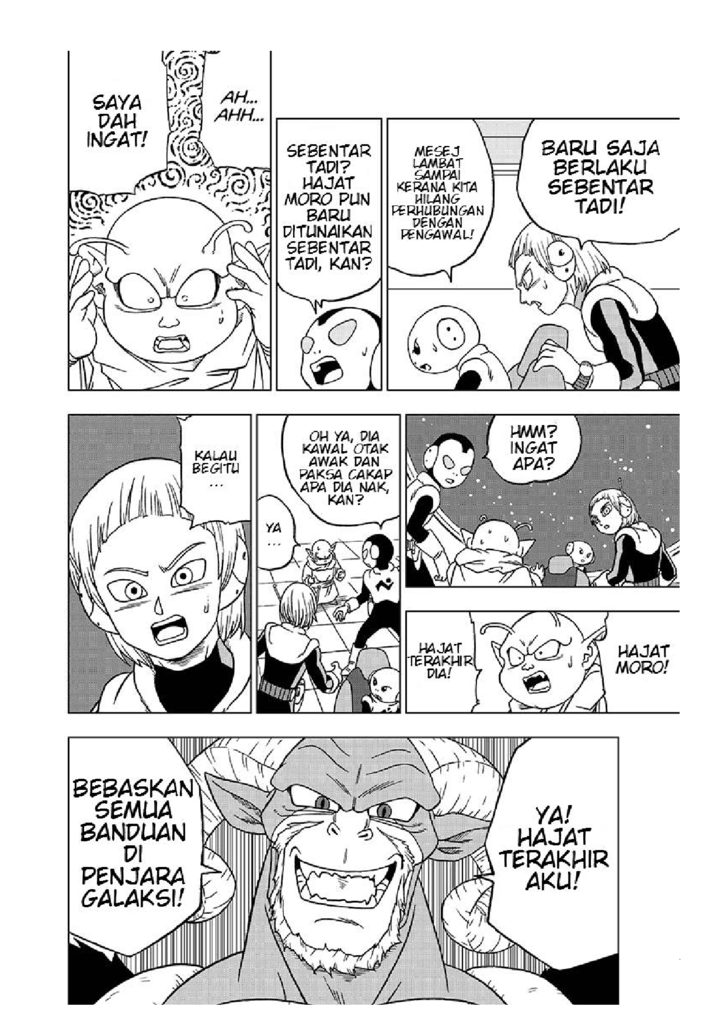 BARU SAJA
BERLAKU
SEBENTAR
TADI!
MESEJ
LAMBAT
SAMPAI
KERANA KITA
HILANG
PERHUBUNGAN
DENGAN
PENGAWAL!
SEBENTAR
TADI?
HAJAT
MORO PUN
BARU
DITUNAIKAN
SEBENTAR
TADI, KAN?
AH...
AHH...
SAYA
DAH
INGAT!
HMM?
INGAT
APA?
HAJAT
MORO!
HAJAT
TERAKHIR
DIA!
OH YA, DIA
KAWAL OTAK
AWAK DAN
PAKSA CAKAP
APA DIA NAK,
KAN?
YA
...
KALAU
BEGITU
...
YA!
HAJAT
TERAKHIR
AKU!
BEBASKAN
SEMUA
BANDUAN
DI
PENJARA
GALAKSI!